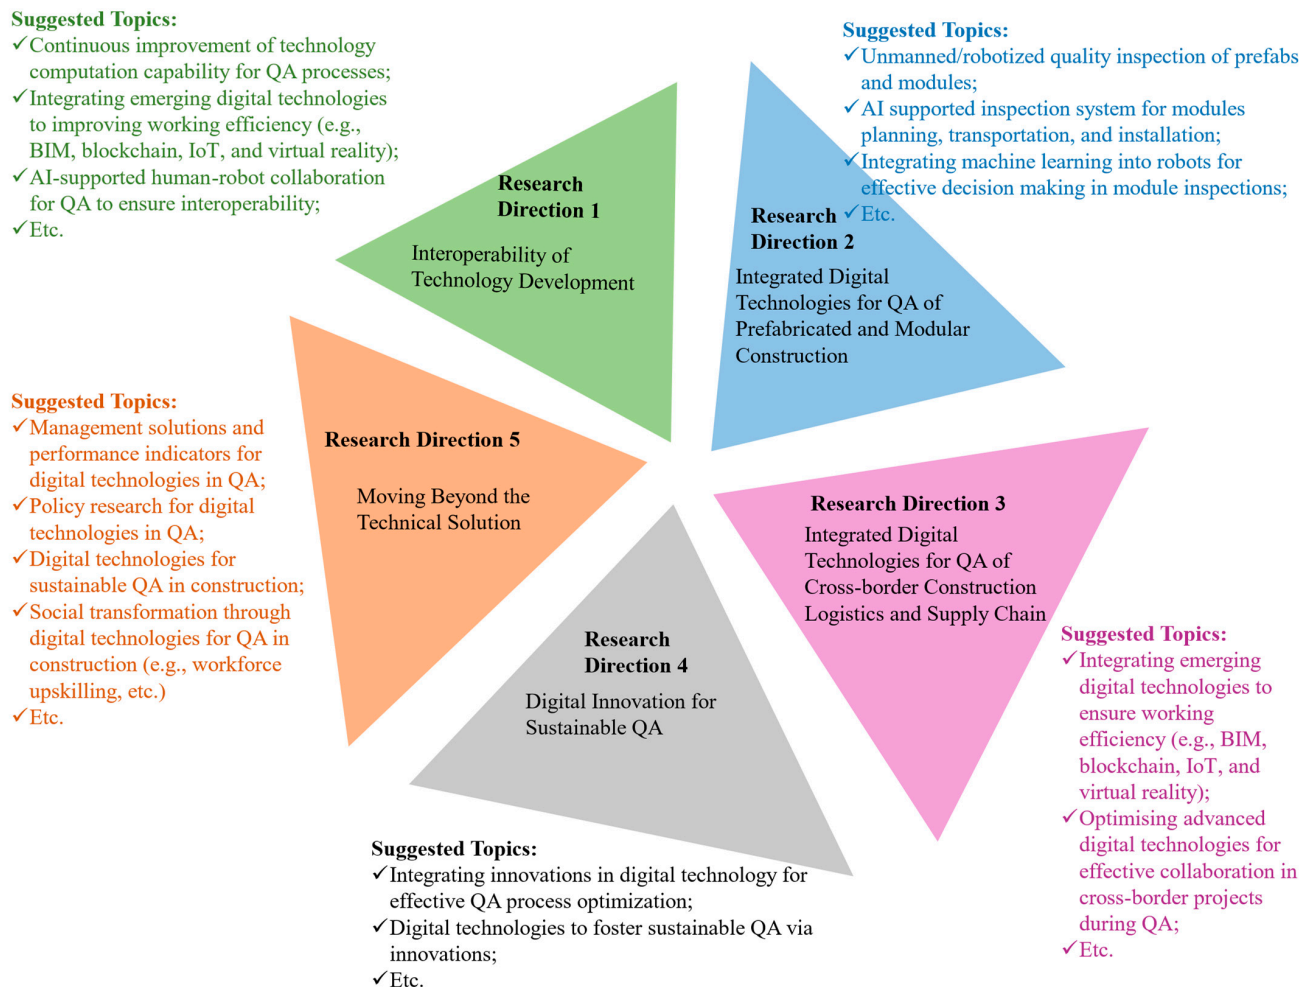 Suggested Topics:
✓Continuous improvement of technology
computation capability for QA processes;
✓Integrating emerging digital technologies
to improving working efficiency (e.g.,
BIM, blockchain, IoT, and virtual reality);
✓AI-supported human-robot collaboration
for QA to ensure interoperability;
✓Etc.
Research
Direction 1
Interoperability of
Technology Development
Suggested Topics:
✓Unmanned/robotized quality inspection of prefabs
and modules;
✓AI supported inspection system for modules
planning, transportation, and installation;
✓Integrating machine learning into robots for
effective decision making in module inspections;
✓Etc.
Research
Direction 2
Integrated Digital
Technologies for QA of
Prefabricated and Modular
Construction
Research Direction 3
Integrated Digital
Technologies for QA of
Cross-border Construction
Logistics and Supply Chain
Suggested Topics:
✓Integrating emerging
digital technologies to
ensure working
efficiency (e.g., BIM,
blockchain, IoT, and
virtual reality);
✓Optimising advanced
digital technologies for
effective collaboration in
cross-border projects
during QA;
✓Etc.
Research
Direction 4
Digital Innovation for
Sustainable QA
Suggested Topics:
✓Integrating innovations in digital technology for
effective QA process optimization;
✓Digital technologies to foster sustainable QA via
innovations;
✓Etc.
Research Direction 5
Moving Beyond the
Technical Solution
Suggested Topics:
✓Management solutions and
performance indicators for
digital technologies in QA;
✓Policy research for digital
technologies in QA;
✓Digital technologies for
sustainable QA in construction;
✓Social transformation through
digital technologies for QA in
construction (e.g., workforce
upskilling, etc.)
✓Etc.